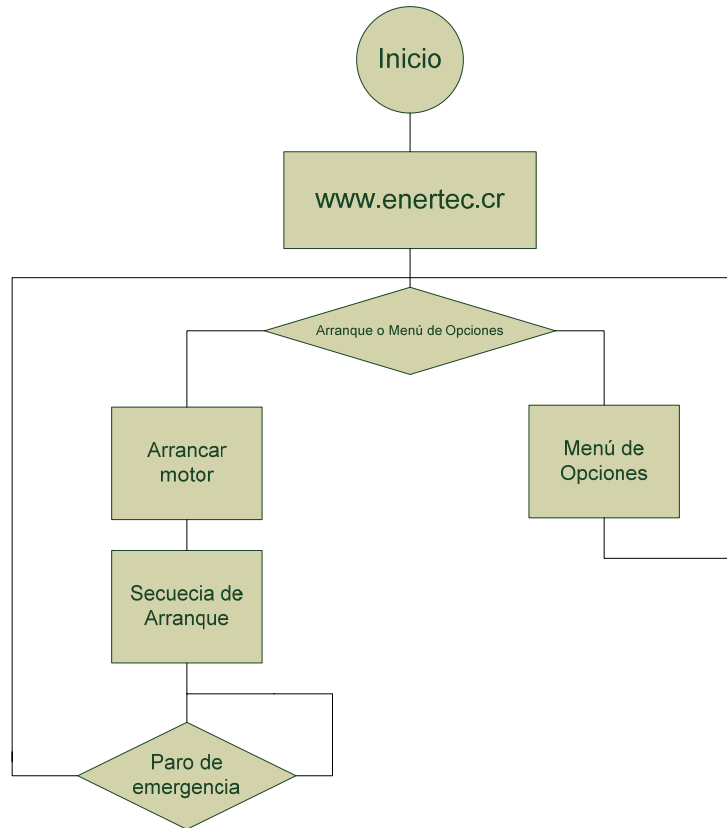 Inicio
www.enertec.cr
Arranque o Menú de Opciones
Arrancar
motor
Menú de
Opciones
Secuecia de
Arranque
Paro de
emergencia